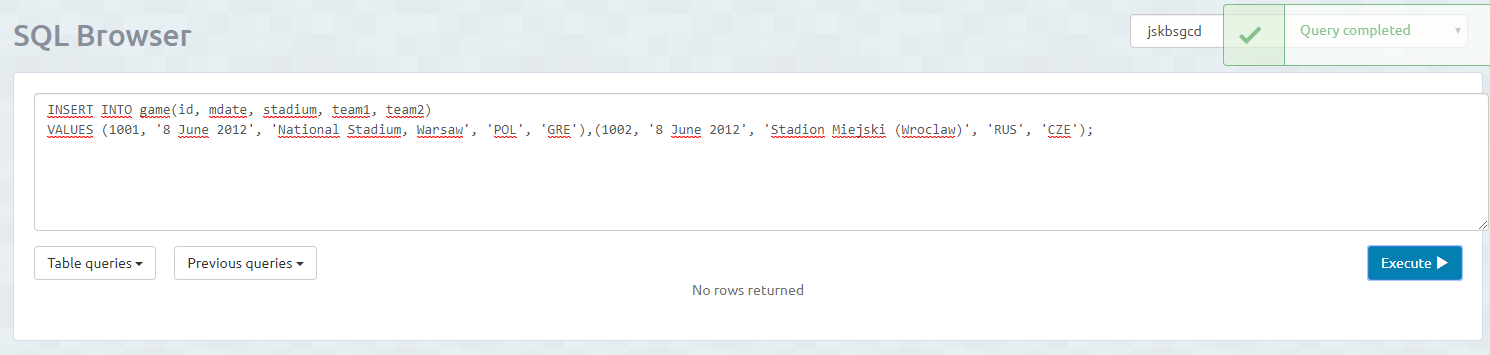 SQL Browser
jskbsgcd
Query completed
INSERT INTO game(id, mdate, stadium, team1, team2)
VALUES (1001, '8 June 2012', 'National Stadium, Warsaw', 'POL', 'GRE'),(1002, '8 June 2012', 'Stadion Miejski (Wroclaw)', 'RUS', 'CZE');
Table queries
Previous queries
Execute
No rows returned